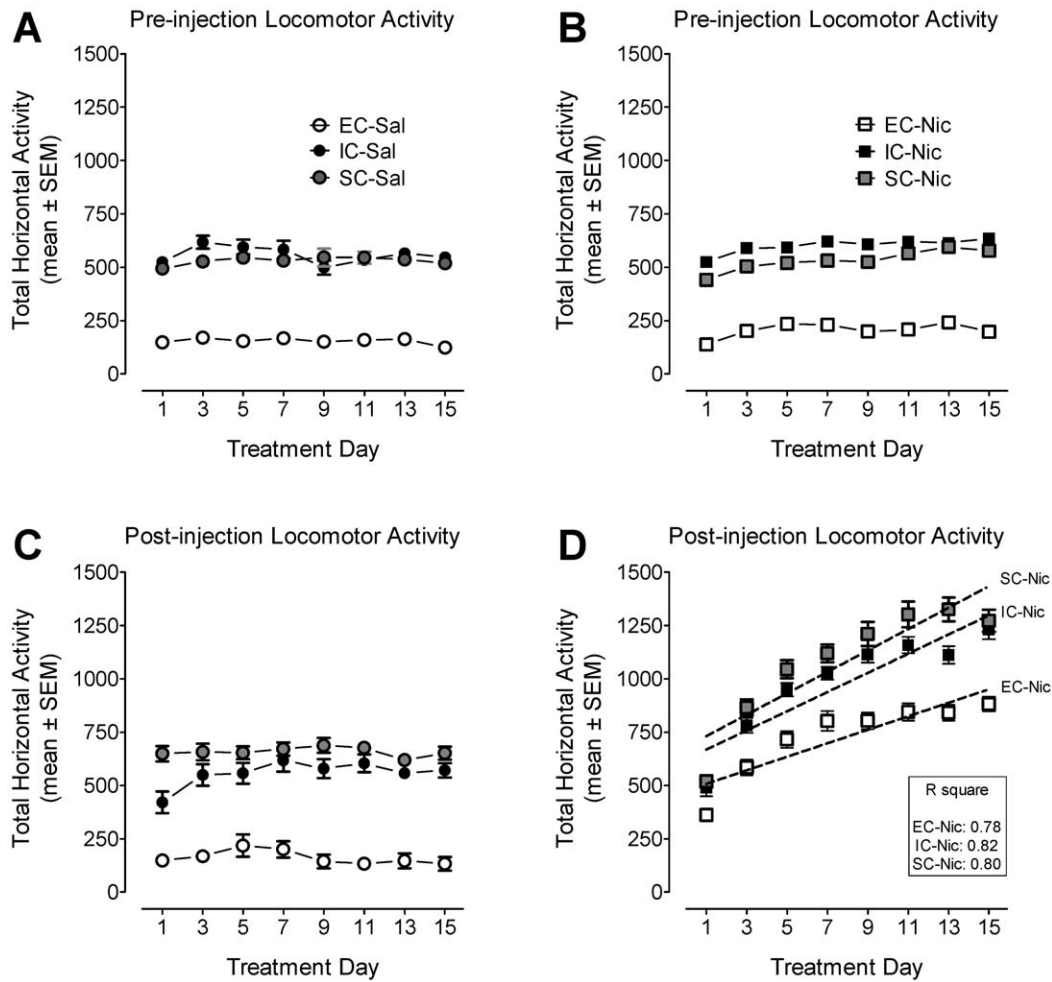 A
Pre-injection Locomotor Activity
Total Horizontal Activity
(mean ± SEM)
1500
1250
1000
750
500
250
0
EC-Sal
IC-Sal
SC-Sal
1 3 5 7 9 11 13 15
Treatment Day
B
Pre-injection Locomotor Activity
Total Horizontal Activity
(mean ± SEM)
1500
1250
1000
750
500
250
0
EC-Nic
IC-Nic
SC-Nic
1 3 5 7 9 11 13 15
Treatment Day
C
Post-injection Locomotor Activity
Total Horizontal Activity
(mean ± SEM)
1500
1250
1000
750
500
250
0
1 3 5 7 9 11 13 15
Treatment Day
D
Post-injection Locomotor Activity
Total Horizontal Activity
(mean ± SEM)
1500
1250
1000
750
500
250
0
SC-Nic
IC-Nic
EC-Nic
R square
EC-Nic: 0.78
IC-Nic: 0.82
SC-Nic: 0.80
1 3 5 7 9 11 13 15
Treatment Day